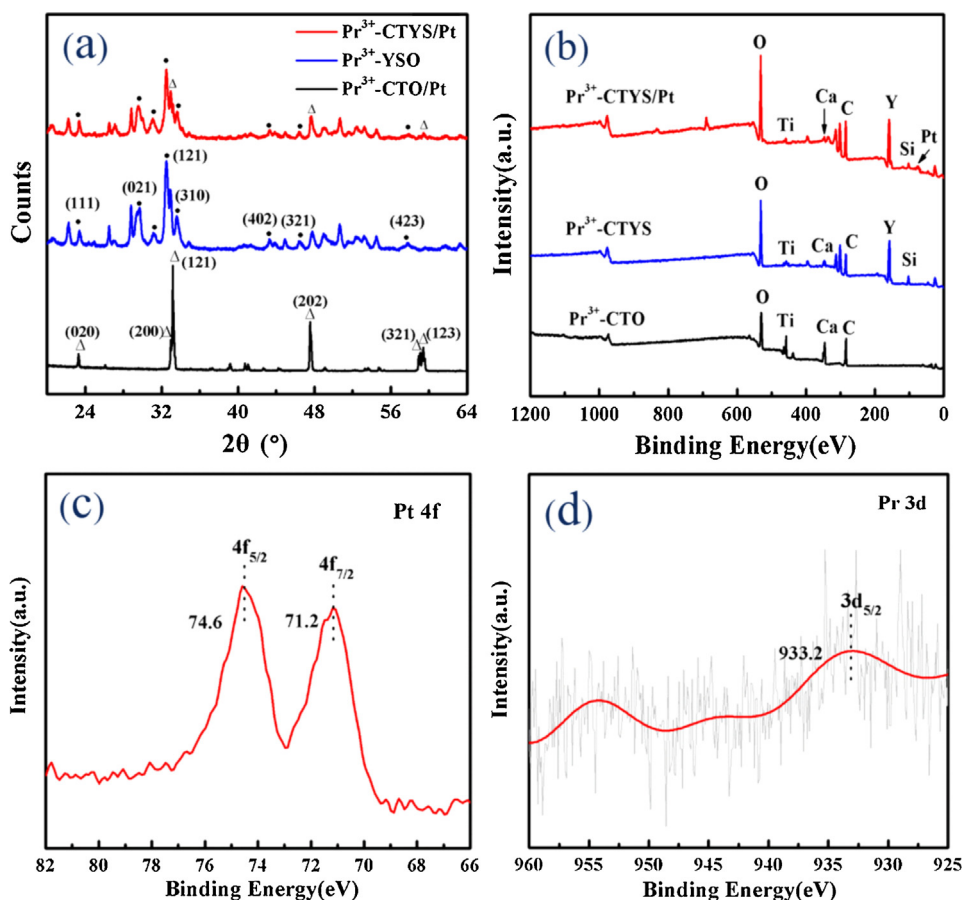 (a)
Pr³⁺-CTYS/Pt
Pr³⁺-YSO
Pr³⁺-CTO/Pt
Counts
(111)
(021)
(121)
(310)
(402)
(321)
(423)
(020)
(200)
(121)
(202)
(321)
(123)
24 32 40 48 56 64
2θ (°)
(b)
Pr³⁺-CTYS/Pt
O
Ti
Ca
C
Y
Si
Pt
Pr³⁺-CTYS
O
Ti
Ca
C
Y
Si
Pr³⁺-CTO
O
Ti
Ca
C
Intensity(a.u.)
1200 1000 800 600 400 200 0
Binding Energy(eV)
(c)
Pt 4f
4f5/2
74.6
4f7/2
71.2
Intensity(a.u.)
82 80 78 76 74 72 70 68 66
Binding Energy(eV)
(d)
Pr 3d
3d5/2
933.2
Intensity(a.u.)
960 955 950 945 940 935 930 925
Binding Energy(eV)